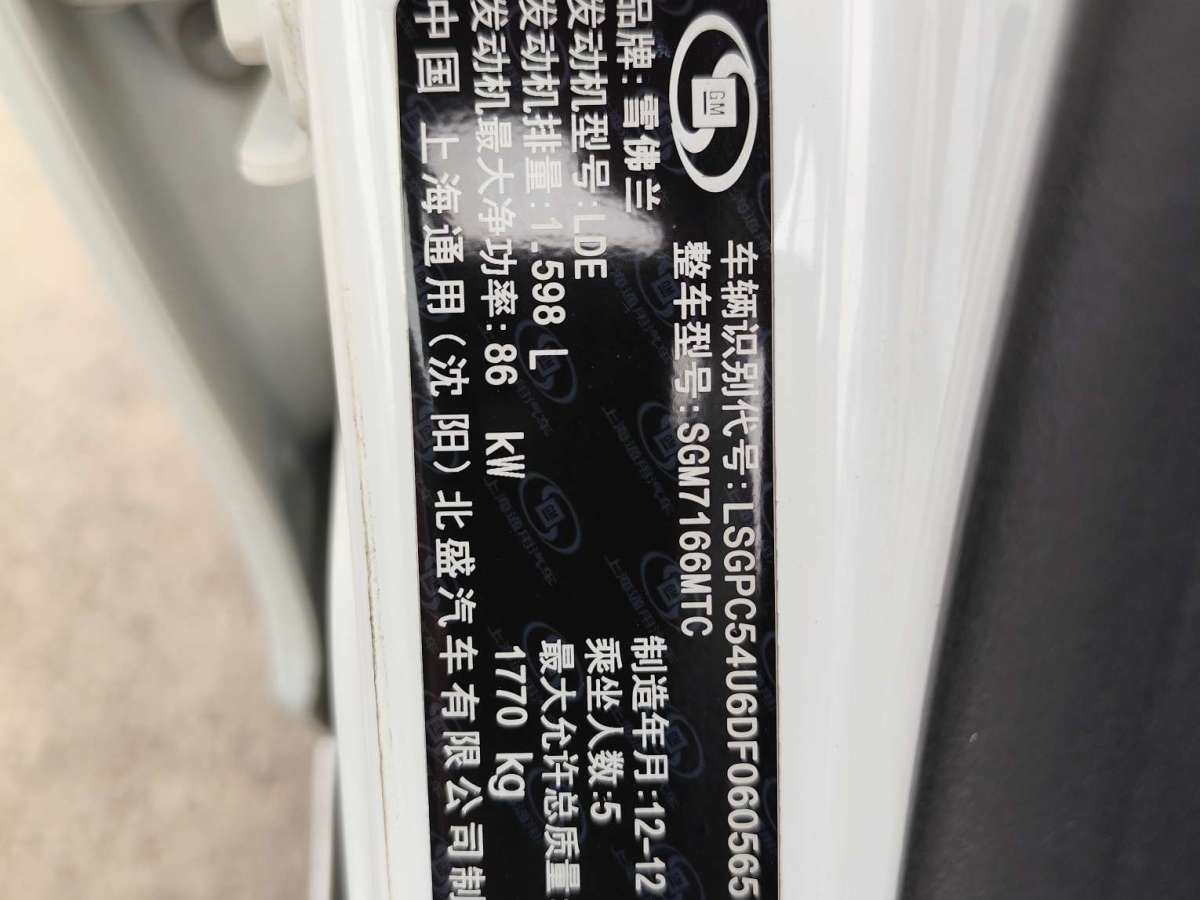 GM
车辆识别代号:LSGPC54U6DF060565
整车型号:SGM7166MTC
品牌:雪佛兰
制造年月:12-12
发动机型号:LDE
乘坐人数:5
发动机排量:1.598 L
最大允许总质量:
发动机最大净功率:86 kW
1770 kg
中国 上海通用(沈阳)北盛汽车有限公司制